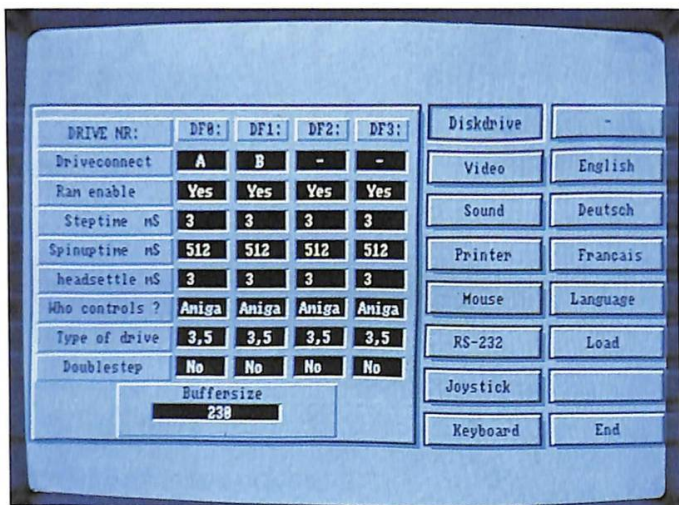 DRIVE NR: DF0: DF1: DF2: DF3:
Driveconnect A B - -
Ram enable Yes Yes Yes Yes
Steptime mS 3 3 3 3
Spinuptime mS 512 512 512 512
headsettle mS 3 3 3 3
Who controls ? Amiga Amiga Amiga Amiga
Type of drive 3,5 3,5 3,5 3,5
Doublestep No No No No
Buffersize
230
Diskdrive -
Video English
Sound Deutsch
Printer Francais
Mouse Language
RS-232 Load
Joystick
Keyboard End